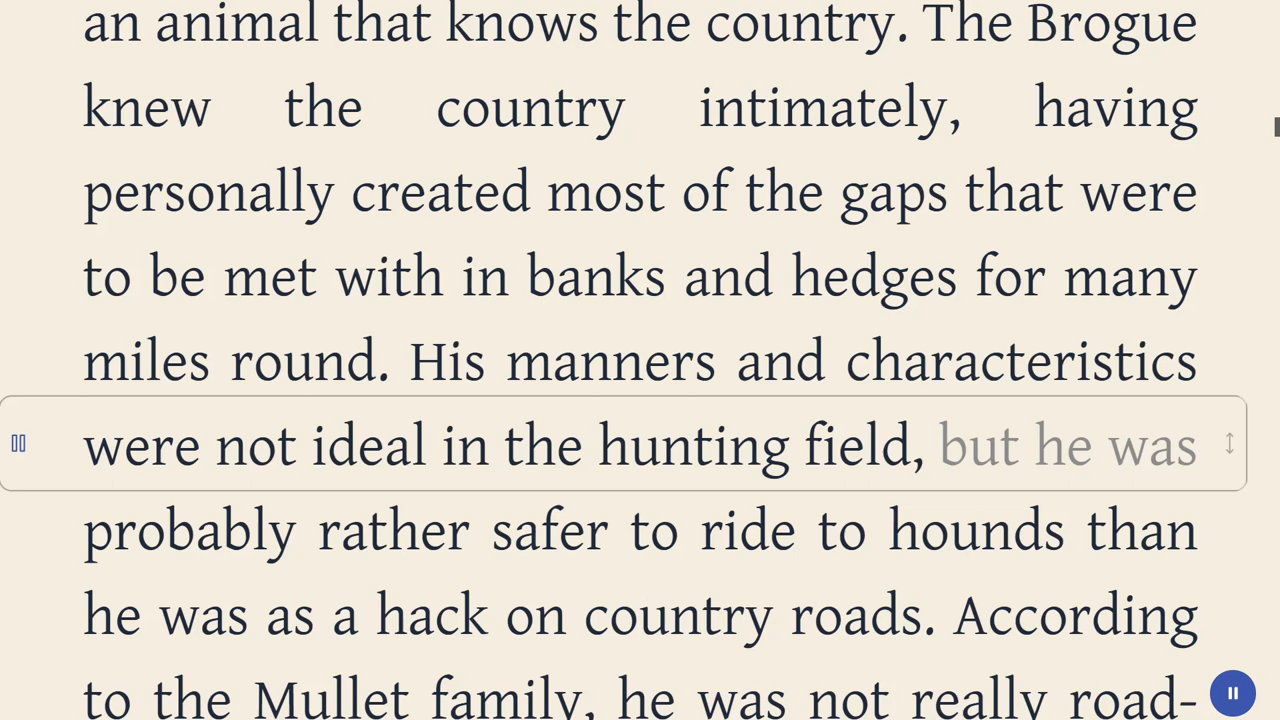 an animal that knows the country. The Brogue
knew the country intimately, having
personally created most of the gaps that were
to be met with in banks and hedges for many
miles round. His manners and characteristics
were not ideal in the hunting field, but he was
probably rather safer to ride to hounds than
he was as a hack on country roads. According
to the Mullet family, he was not really road-